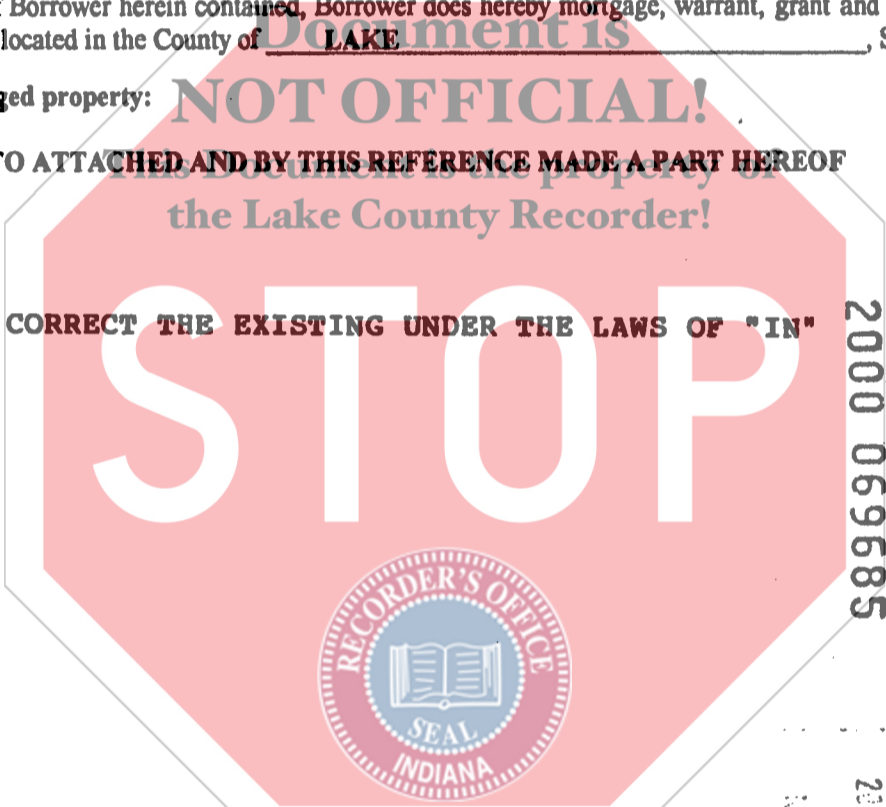 Borrower herein contained, Borrower does hereby mortgage, warrant, grant and
Document is
located in the County of LAKE , S
ged property:
NOT OFFICIAL!
TO ATTACHED AND BY THIS REFERENCE MADE A PART HEREOF
This Document is the property of
the Lake County Recorder!
CORRECT THE EXISTING UNDER THE LAWS OF "IN"
STOP
2000 069685
RECORDER'S OFFICE
SEAL
INDIANA